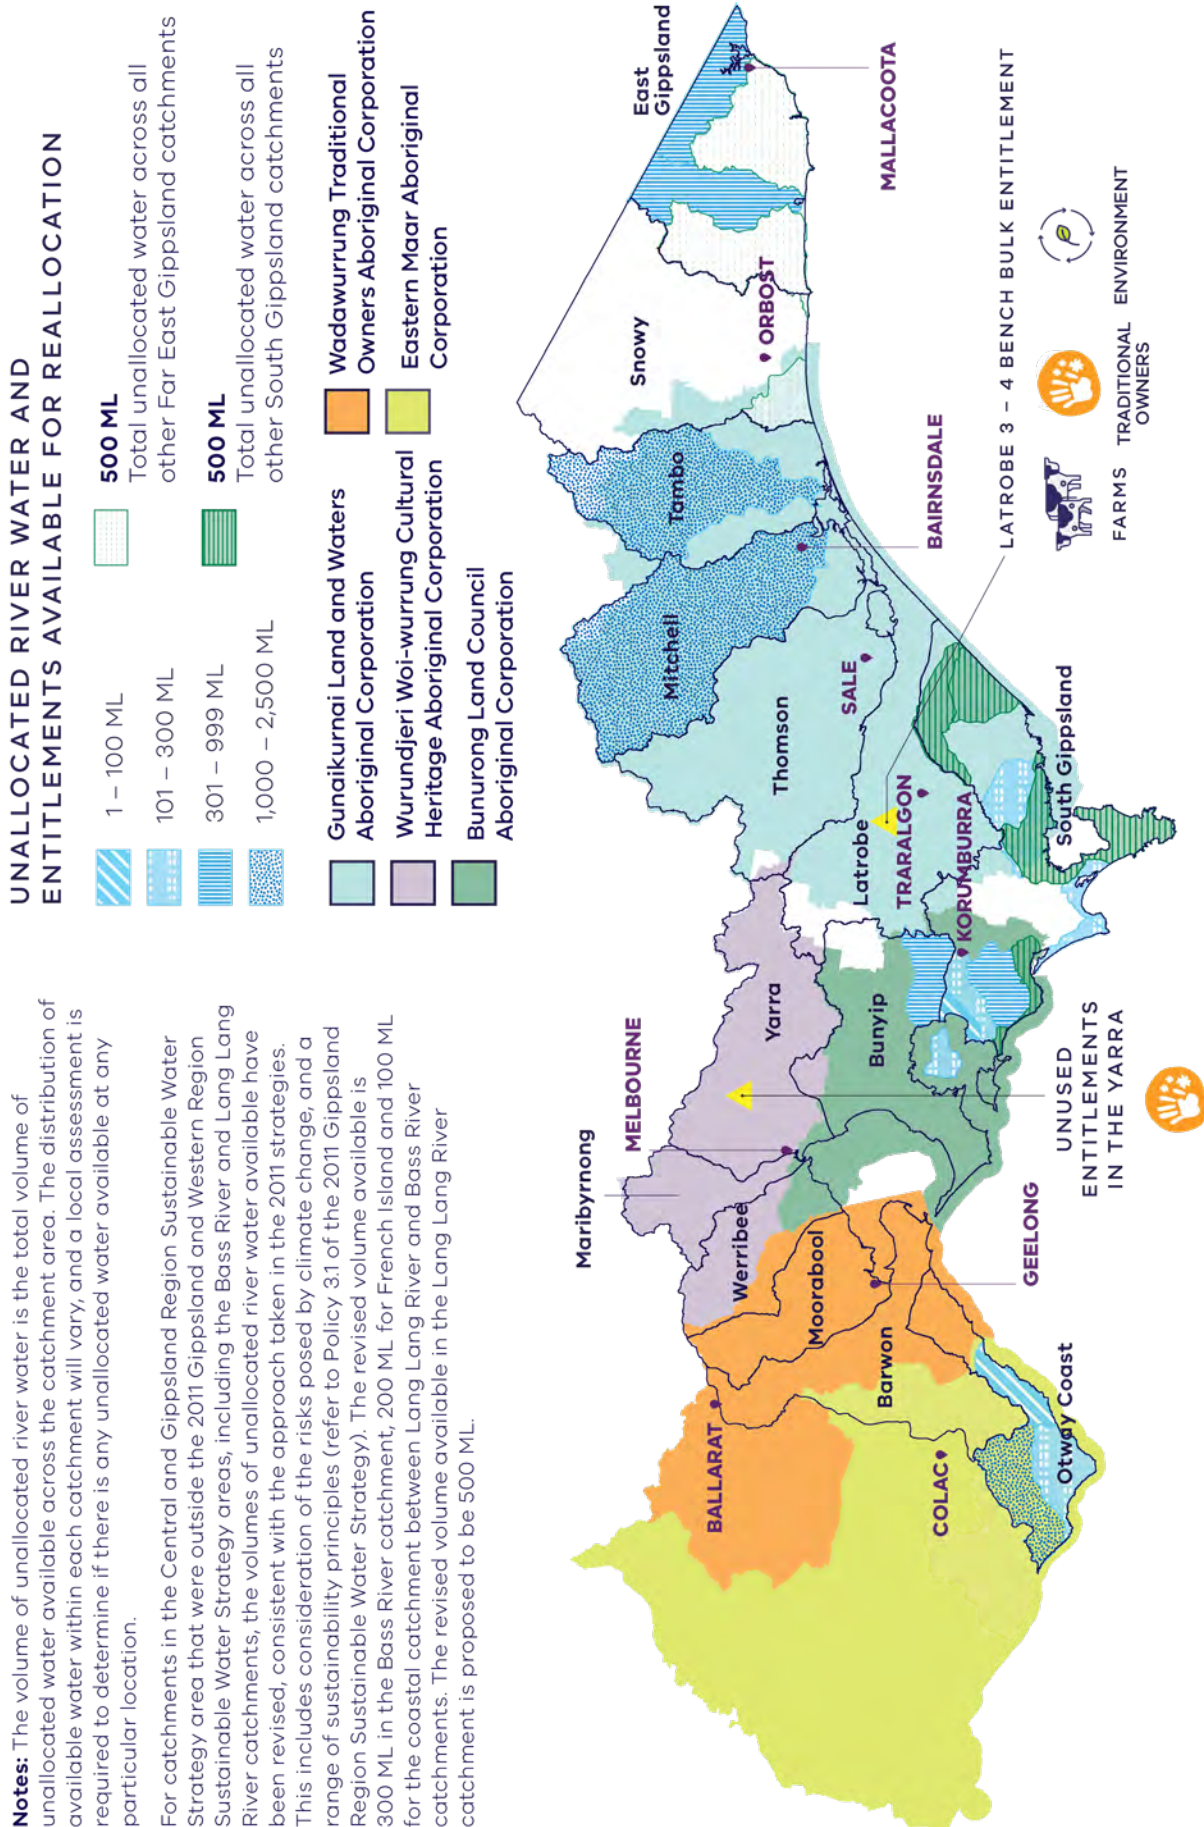 UNALLOCATED RIVER WATER AND
ENTITLEMENTS AVAILABLE FOR REALLOCATION
1 – 100 ML
101 – 300 ML
301 – 999 ML
1,000 – 2,500 ML
500 ML
Total unallocated water across all
other Far East Gippsland catchments
500 ML
Total unallocated water across all
other South Gippsland catchments
Gunaikurnai Land and Waters
Aboriginal Corporation
Wurundjeri Woi-wurrung Cultural
Heritage Aboriginal Corporation
Bunurong Land Council
Aboriginal Corporation
Wadawurrung Traditional
Owners Aboriginal Corporation
Eastern Maar Aboriginal
Corporation
Notes: The volume of unallocated river water is the total volume of
unallocated water available across the catchment area. The distribution of
available water within each catchment will vary, and a local assessment is
required to determine if there is any unallocated water available at any
particular location.
For catchments in the Central and Gippsland Region Sustainable Water
Strategy area that were outside the 2011 Gippsland and Western Region
Sustainable Water Strategy areas, including the Bass River and Lang Lang
River catchments, the volumes of unallocated river water available have
been revised, consistent with the approach taken in the 2011 strategies.
This includes consideration of the risks posed by climate change, and a
range of sustainability principles (refer to Policy 3.1 of the 2011 Gippsland
Region Sustainable Water Strategy). The revised volume available is
300 ML in the Bass River catchment, 200 ML for French Island and 100 ML
for the coastal catchment between Lang Lang River and Bass River
catchments. The revised volume available in the Lang Lang River
catchment is proposed to be 500 ML.
Maribyrnong
MELBOURNE
Yarra
Werribee
Moorabool
Bunyip
BALLARAT
Barwon
COLAC
Otway Coast
GEELONG
UNUSED
ENTITLEMENTS
IN THE YARRA
Thomson
Latrobe
TRARALGON
KORUMBURRA
SALE
South Gippsland
Mitchell
Tambo
BAIRNSDALE
Snowy
ORBOST
East
Gippsland
MALLACOOTA
LATROBE 3 – 4 BENCH BULK ENTITLEMENT
FARMS
TRADITIONAL
OWNERS
ENVIRONMENT